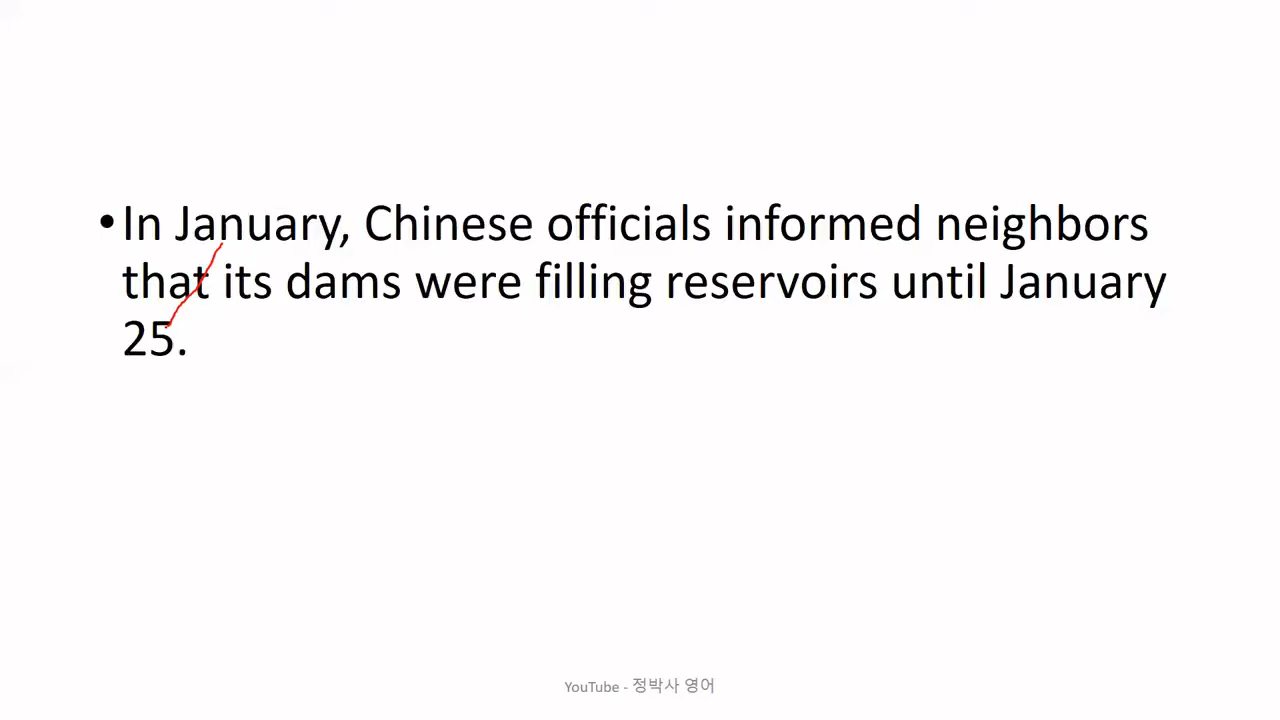 •In January, Chinese officials informed neighbors
that its dams were filling reservoirs until January
25.
YouTube - 정박사 영어